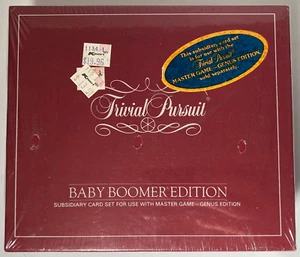 $19.96
This subsidiary card set
is for use with the
Trivial Pursuit
MASTER GAME—GENUS EDITION,
sold separately.
Trivial Pursuit
BABY BOOMER EDITION
SUBSIDIARY CARD SET FOR USE WITH MASTER GAME—GENUS EDITION